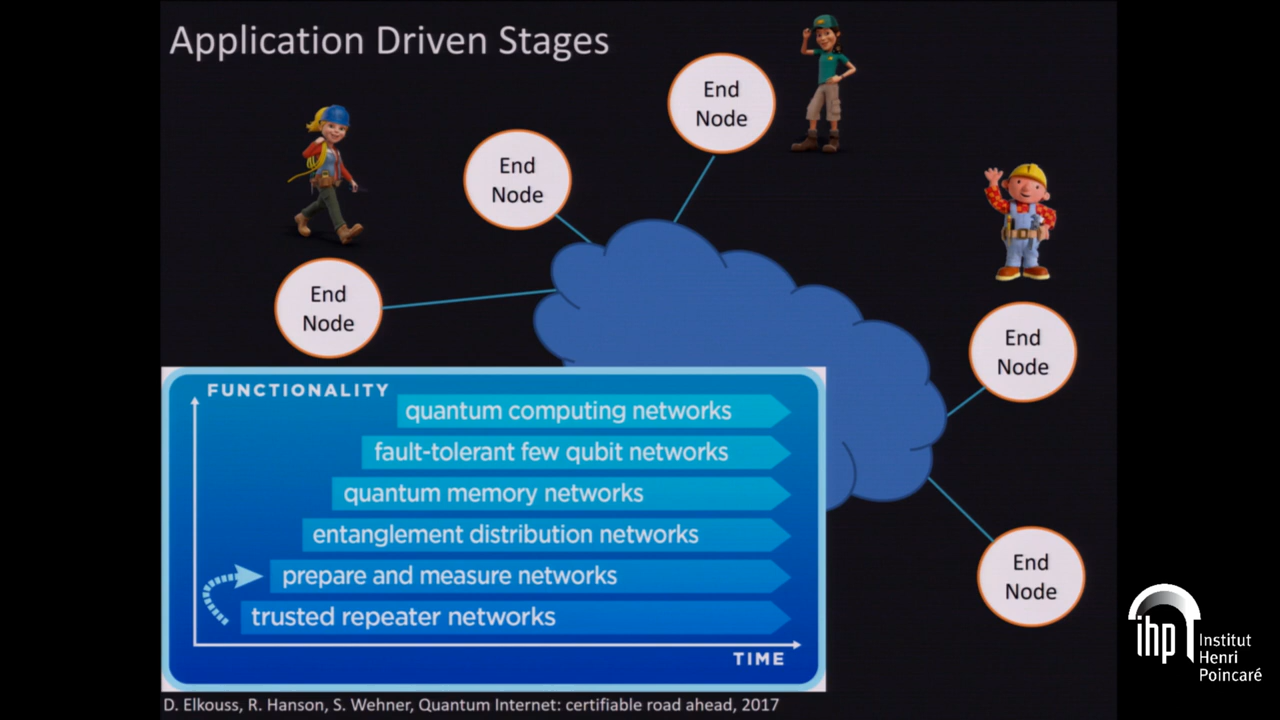 Application Driven Stages
End
Node
End
Node
End
Node
End
Node
End
Node
FUNCTIONALITY
quantum computing networks
fault-tolerant few qubit networks
quantum memory networks
entanglement distribution networks
prepare and measure networks
trusted repeater networks
TIME
D. Elkouss, R. Hanson, S. Wehner, Quantum Internet: certifiable road ahead, 2017
ihp
Institut
Henri
Poincaré